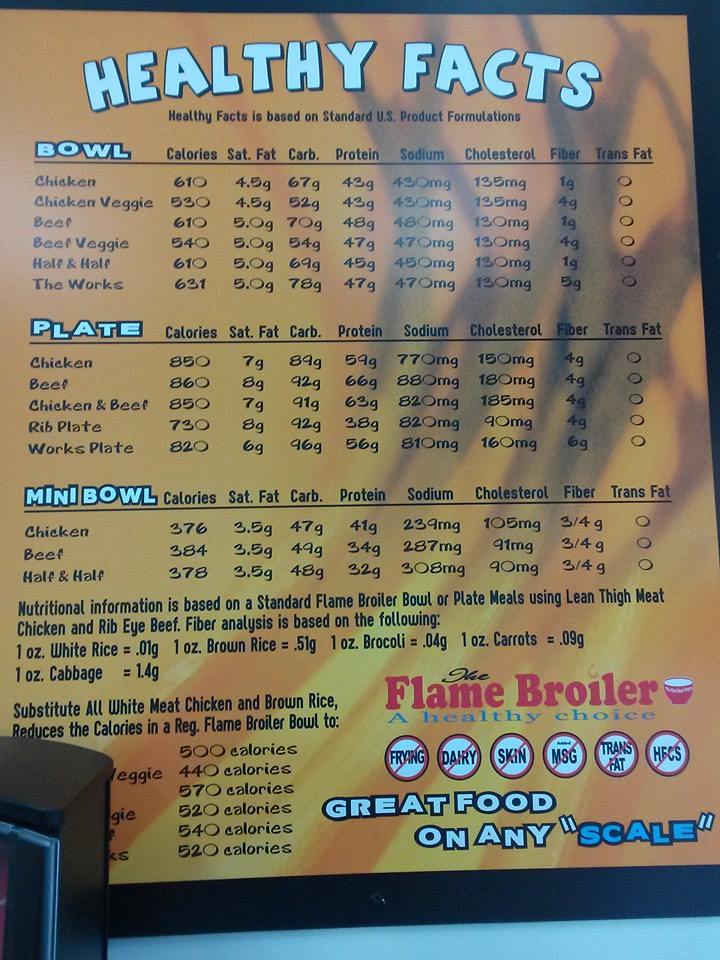 HEALTHY FACTS
Healthy Facts is based on Standard U.S. Product Formulations
BOWL Calories Sat. Fat Carb. Protein Sodium Cholesterol Fiber Trans Fat
Chicken 610 4.5g 67g 43g 430mg 135mg 1g 0
Chicken Veggie 530 4.5g 52g 43g 430mg 135mg 4g 0
Beef 610 5.0g 70g 48g 480mg 130mg 1g 0
Beef Veggie 540 5.0g 54g 47g 470mg 130mg 4g 0
Half & Half 610 5.0g 69g 45g 450mg 130mg 1g 0
The Works 631 5.0g 78g 47g 470mg 130mg 5g 0
PLATE Calories Sat. Fat Carb. Protein Sodium Cholesterol Fiber Trans Fat
Chicken 850 7g 89g 59g 770mg 150mg 4g 0
Beef 860 8g 92g 66g 880mg 180mg 4g 0
Chicken & Beef 850 7g 91g 63g 820mg 185mg 4g 0
Rib Plate 730 8g 92g 38g 820mg 90mg 4g 0
Works Plate 820 6g 96g 56g 810mg 160mg 6g 0
MINI BOWL Calories Sat. Fat Carb. Protein Sodium Cholesterol Fiber Trans Fat
Chicken 376 3.5g 47g 41g 239mg 105mg 3/4 g 0
Beef 384 3.5g 49g 34g 287mg 91mg 3/4 g 0
Half & Half 378 3.5g 48g 32g 308mg 90mg 3/4 g 0
Nutritional information is based on a Standard Flame Broiler Bowl or Plate Meals using Lean Thigh Meat
Chicken and Rib Eye Beef. Fiber analysis is based on the following:
1 oz. White Rice = .01g 1 oz. Brown Rice = .51g 1 oz. Brocoli = .04g 1 oz. Carrots = .09g
1 oz. Cabbage = 1.4g
Substitute All White Meat Chicken and Brown Rice,
Reduces the Calories in a Reg. Flame Broiler Bowl to:
500 calories
Veggie 440 calories
570 calories
gie 520 calories
540 calories
ks 520 calories
The
Flame Broiler
A healthy choice
FRYING DAIRY SKIN Added MSG TRANS FAT HFCS
GREAT FOOD
ON ANY "SCALE"